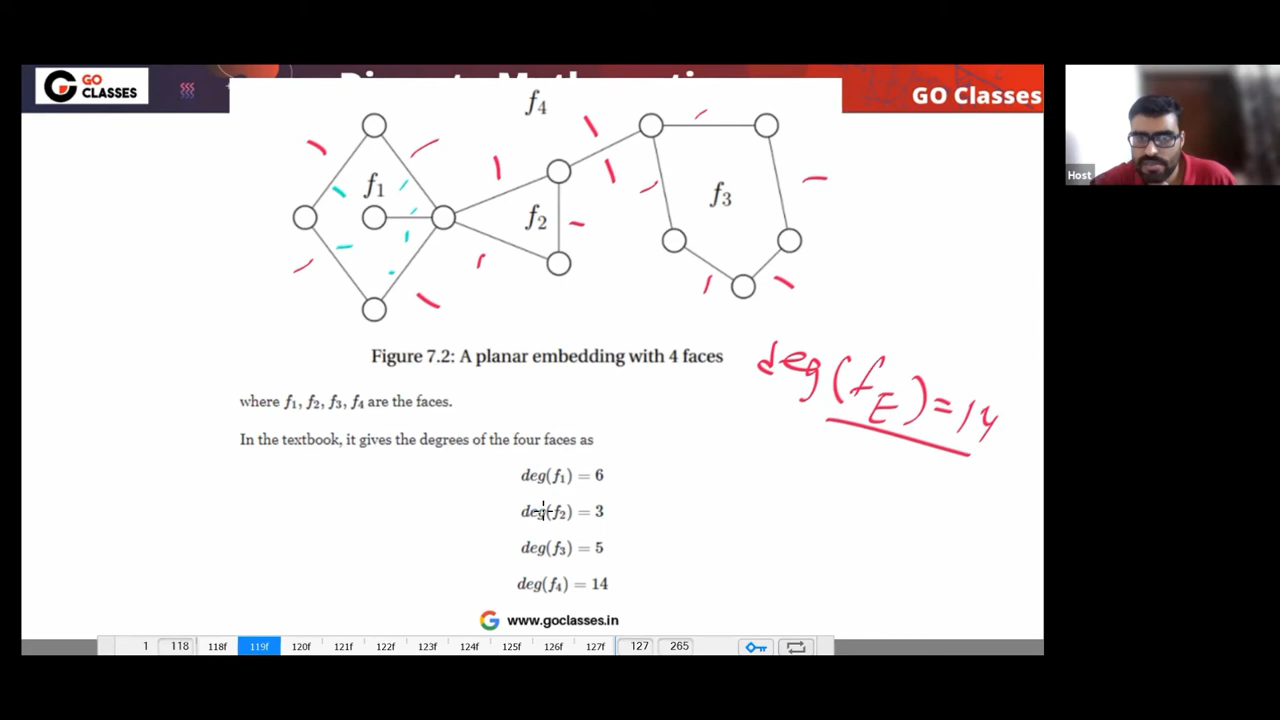 GO
CLASSES
GO Classes
f4
f1
f2
f3
Host
Figure 7.2: A planar embedding with 4 faces
deg(fE) = 14
where f1, f2, f3, f4 are the faces.
In the textbook, it gives the degrees of the four faces as
deg(f1) = 6
deg(f2) = 3
deg(f3) = 5
deg(f4) = 14
www.goclasses.in
1 118 118f 119f 120f 121f 122f 123f 124f 125f 126f 127f 127 265